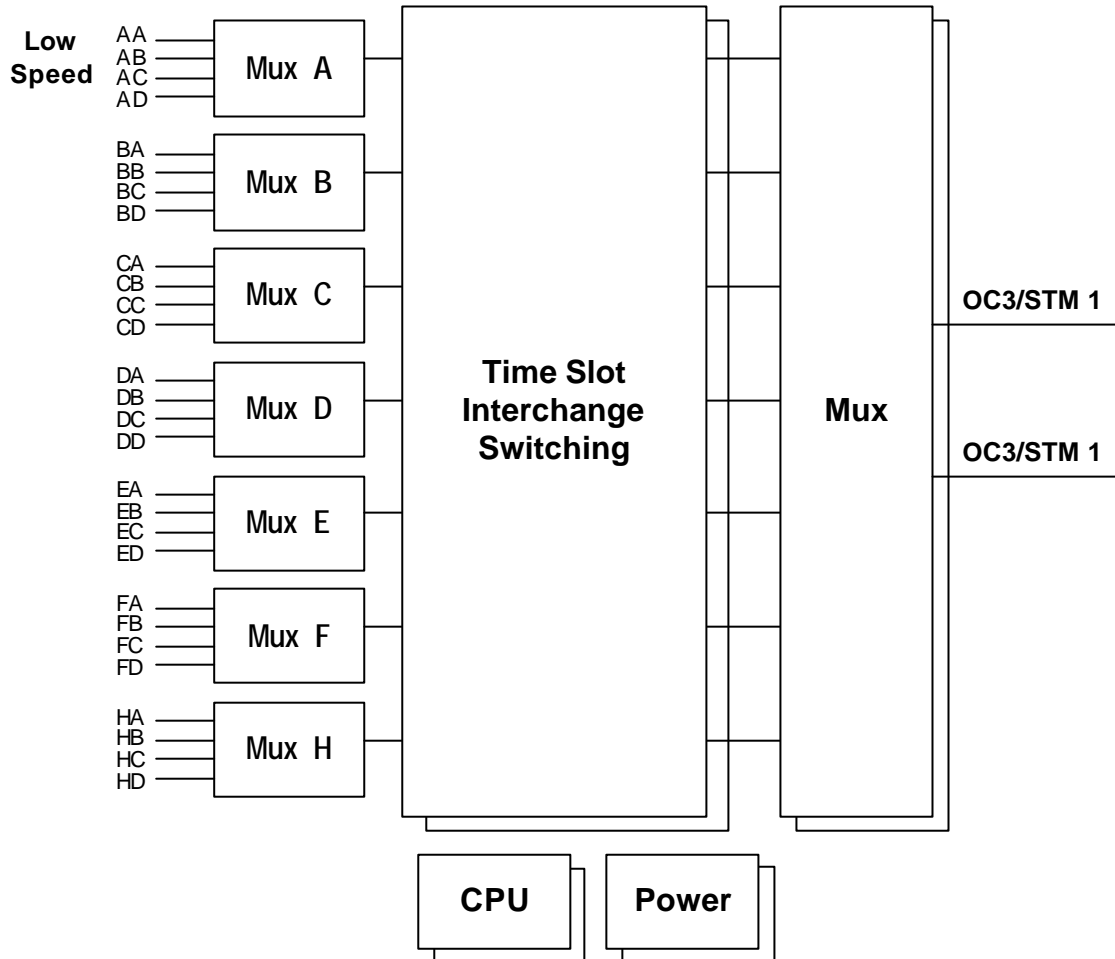 Low
Speed
AA
AB
AC
AD
Mux A
BA
BB
BC
BD
Mux B
CA
CB
CC
CD
Mux C
DA
DB
DC
DD
Mux D
EA
EB
EC
ED
Mux E
FA
FB
FC
FD
Mux F
HA
HB
HC
HD
Mux H
Time Slot
Interchange
Switching
Mux
OC3/STM 1
OC3/STM 1
CPU
Power